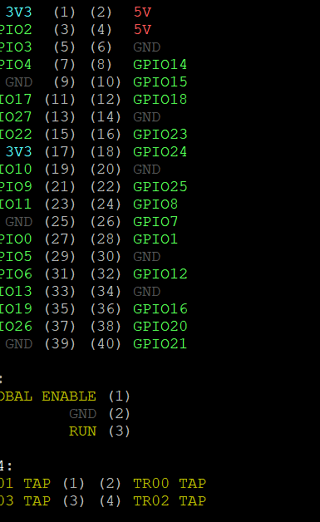 3V3 (1) (2) 5V
PIO2 (3) (4) 5V
PIO3 (5) (6) GND
PIO4 (7) (8) GPIO14
GND (9) (10) GPIO15
IO17 (11) (12) GPIO18
IO27 (13) (14) GND
IO22 (15) (16) GPIO23
3V3 (17) (18) GPIO24
IO10 (19) (20) GND
PIO9 (21) (22) GPIO25
IO11 (23) (24) GPIO8
GND (25) (26) GPIO7
PIO0 (27) (28) GPIO1
PIO5 (29) (30) GND
PIO6 (31) (32) GPIO12
IO13 (33) (34) GND
IO19 (35) (36) GPIO16
IO26 (37) (38) GPIO20
GND (39) (40) GPIO21
:
OBAL ENABLE (1)
GND (2)
RUN (3)
4:
01 TAP (1) (2) TR00 TAP
03 TAP (3) (4) TR02 TAP